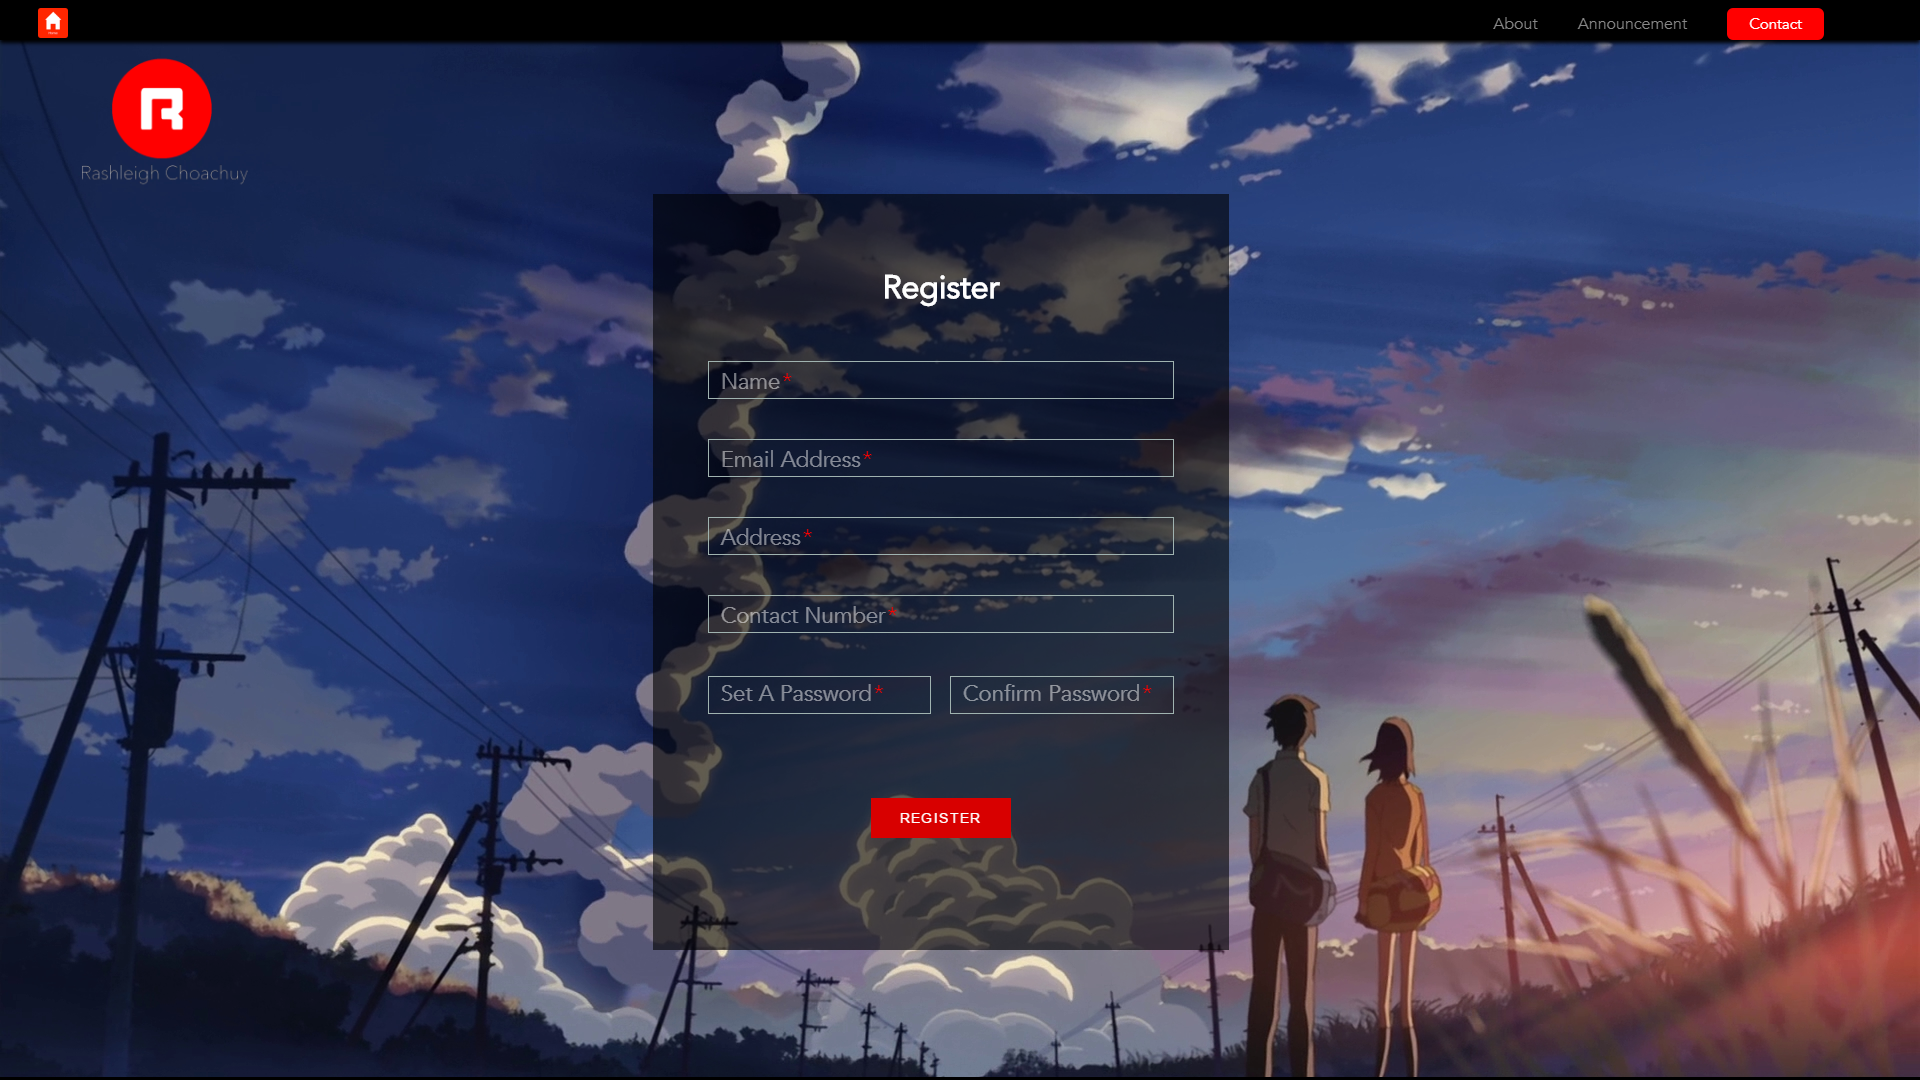 About Announcement Contact
R
Rashleigh Choachuy
Register
Name*
Email Address*
Address*
Contact Number*
Set A Password* Confirm Password*
REGISTER